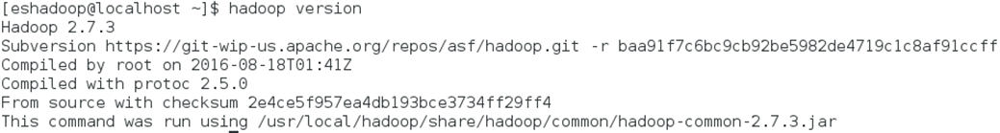 [eshadoop@localhost ~]$ hadoop version
Hadoop 2.7.3
Subversion https://git-wip-us.apache.org/repos/asf/hadoop.git -r baa91f7c6bc9cb92be5982de4719c1c8af91ccff
Compiled by root on 2016-08-18T01:41Z
Compiled with protoc 2.5.0
From source with checksum 2e4ce5f957ea4db193bce3734ff29ff4
This command was run using /usr/local/hadoop/share/hadoop/common/hadoop-common-2.7.3.jar